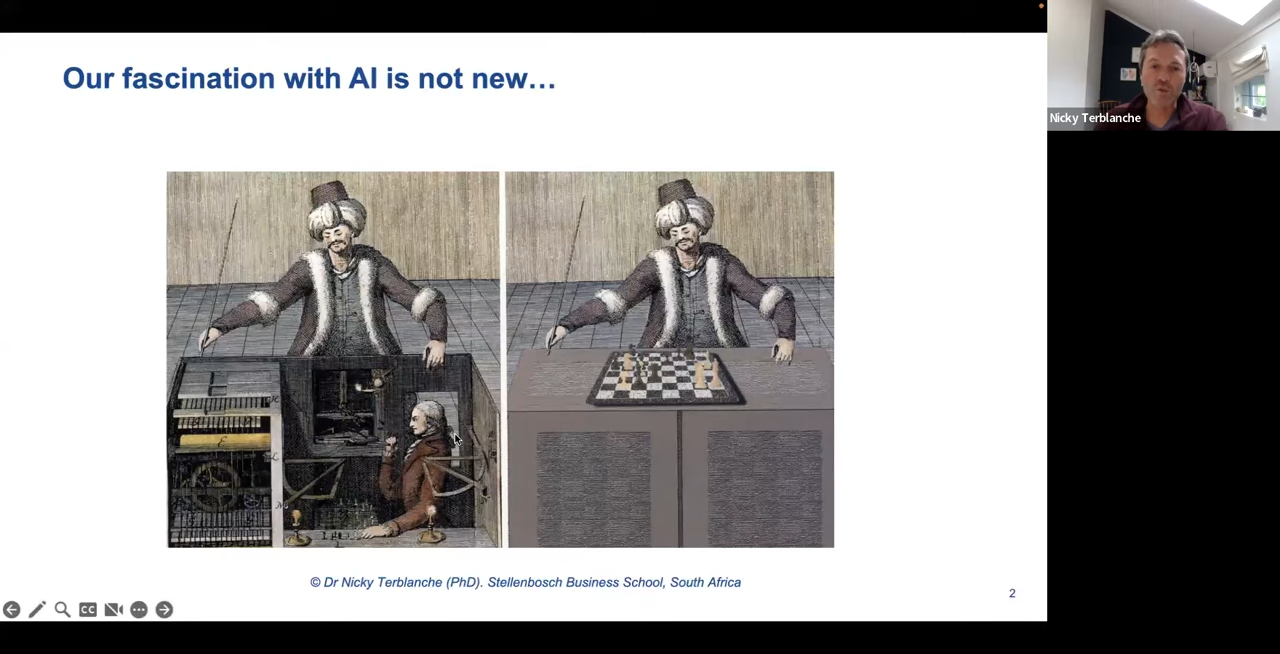 Our fascination with AI is not new…
Nicky Terblanche
© Dr Nicky Terblanche (PhD). Stellenbosch Business School, South Africa
2
CC